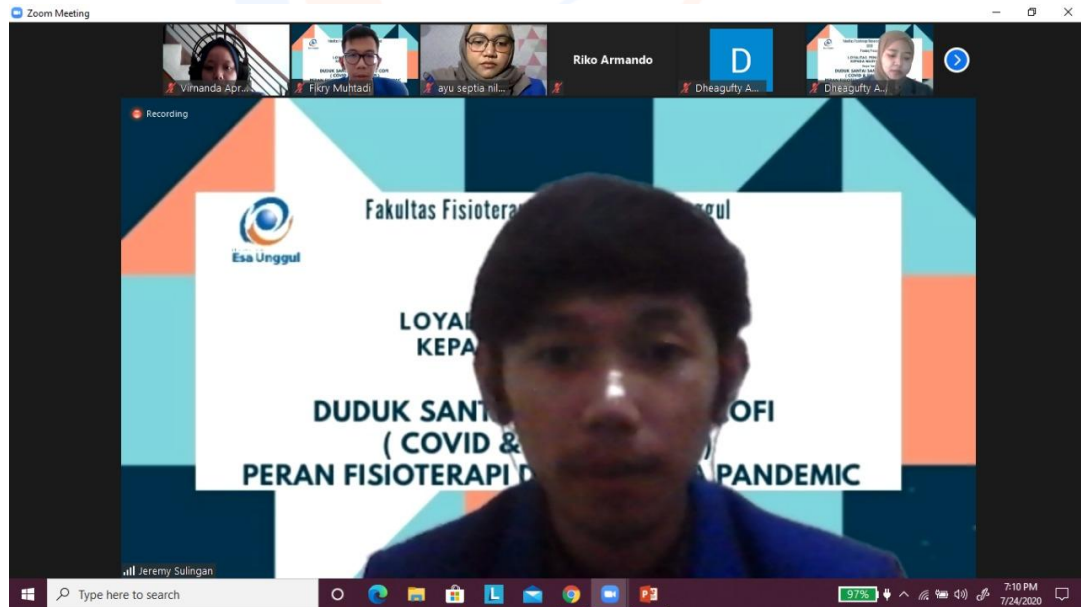 Zoom Meeting
Virnanda Apr...
Fikry Muhtadi
ayu septia nil...
Riko Armando
D
Dheagufty A...
Dheagufty A...
Recording
Esa Unggul
Fakultas Fisiotera
ggul
LOYAL
KEPA
DUDUK SANT OFI
( COVID & )
PERAN FISIOTERAPI D PANDEMIC
Jeremy Sulingan
Type here to search
97%
7:10 PM
7/24/2020